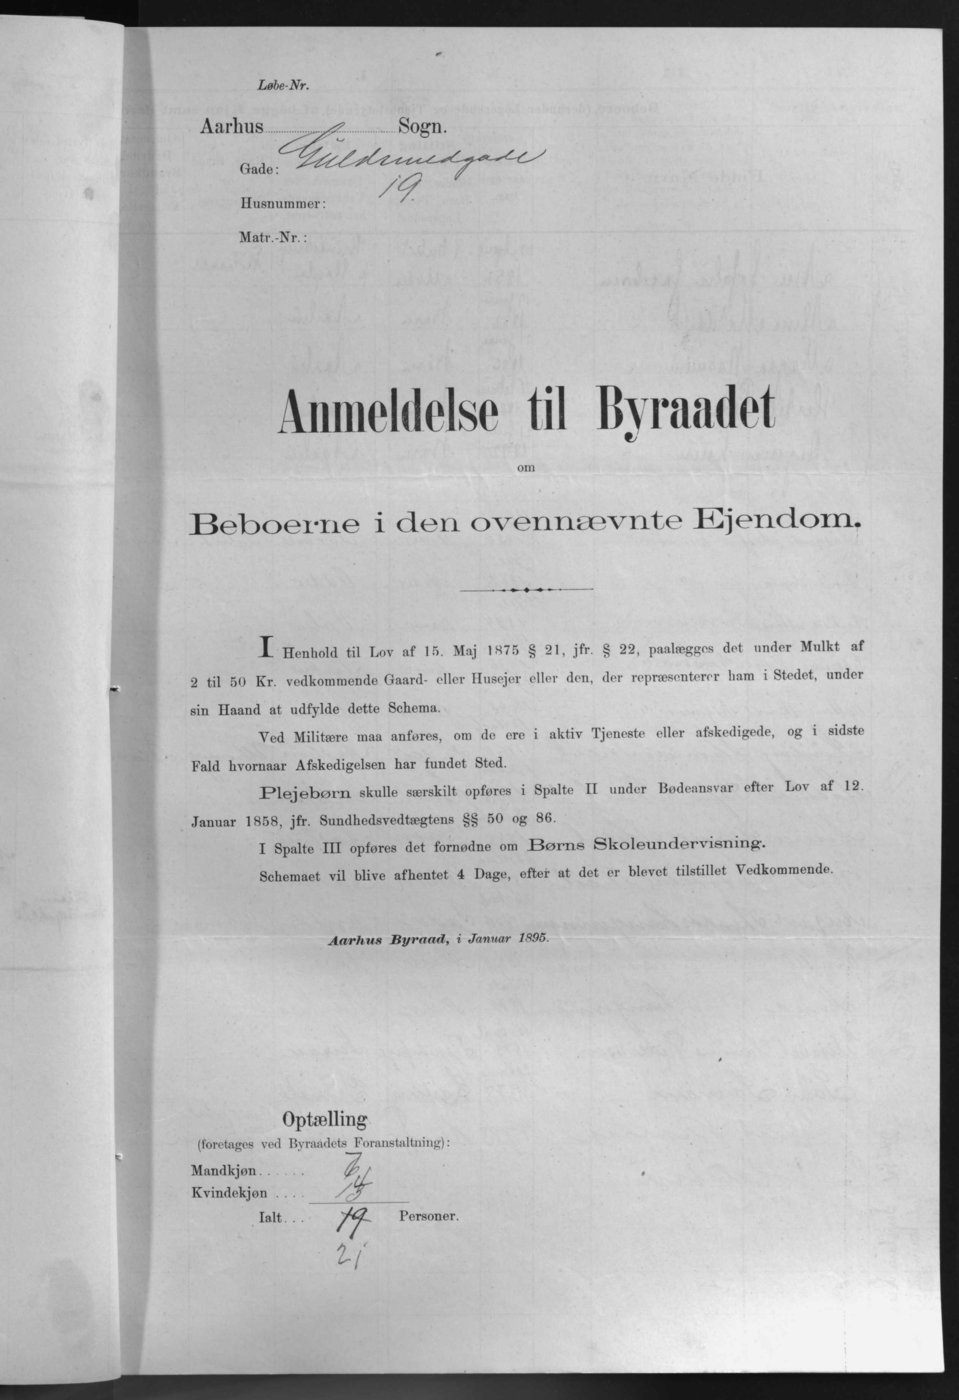 Løbe-Nr.
Aarhus Sogn.
Gade: Guldsmedgade
19.
Husnummer:
Matr.-Nr.:
Anmeldelse til Byraadet
om
Beboerne i den ovennævnte Ejendom.
I Henhold til Lov af 15. Maj 1875 § 21, jfr. § 22, paalægges det under Mulkt af
2 til 50 Kr. vedkommende Gaard- eller Husejer eller den, der repræsenterer ham i Stedet, under
sin Haand at udfylde dette Schema.
Ved Militære maa anføres, om de ere i aktiv Tjeneste eller afskedigede, og i sidste
Fald hvornaar Afskedigelsen har fundet Sted.
Plejebørn skulle særskilt opføres i Spalte II under Bødeansvar efter Lov af 12.
Januar 1858, jfr. Sundhedsvedtægtens §§ 50 og 86.
I Spalte III opføres det fornødne om Børns Skoleundervisning.
Schemaet vil blive afhentet 4 Dage, efter at det er blevet tilstillet Vedkommende.
Aarhus Byraad, i Januar 1895.
Optælling
(foretages ved Byraadets Foranstaltning):
Mandkjøn......
Kvindekjøn ....
Ialt... 19 Personer.
21